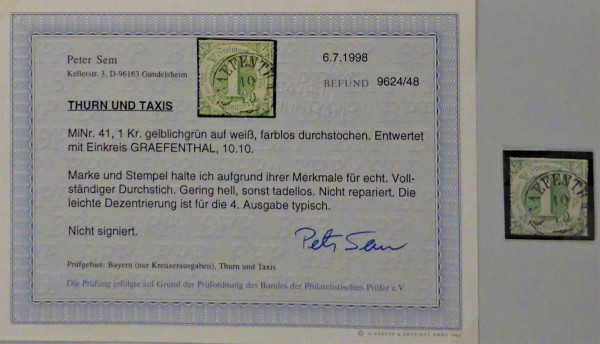 Peter Sem
Kellerstr. 3, D-96163 Gundelsheim
6.7.1998
BEFUND 9624/48
THURN UND TAXIS
MiNr. 41, 1 Kr. gelblichgrün auf weiß, farblos durchstochen. Entwertet
mit Einkreis GRAEFENTHAL, 10.10.
Marke und Stempel halte ich aufgrund ihrer Merkmale für echt. Voll-
ständiger Durchstich. Gering hell, sonst tadellos. Nicht repariert. Die
leichte Dezentrierung ist für die 4. Ausgabe typisch.
Nicht signiert.
Peter Sem
Prüfgebiet: Bayern (nur Kreuzerausgaben), Thurn und Taxis
Die Prüfung erfolgte auf Grund der Prüfordnung des Bundes der Philatelistischen Prüfer e.V.